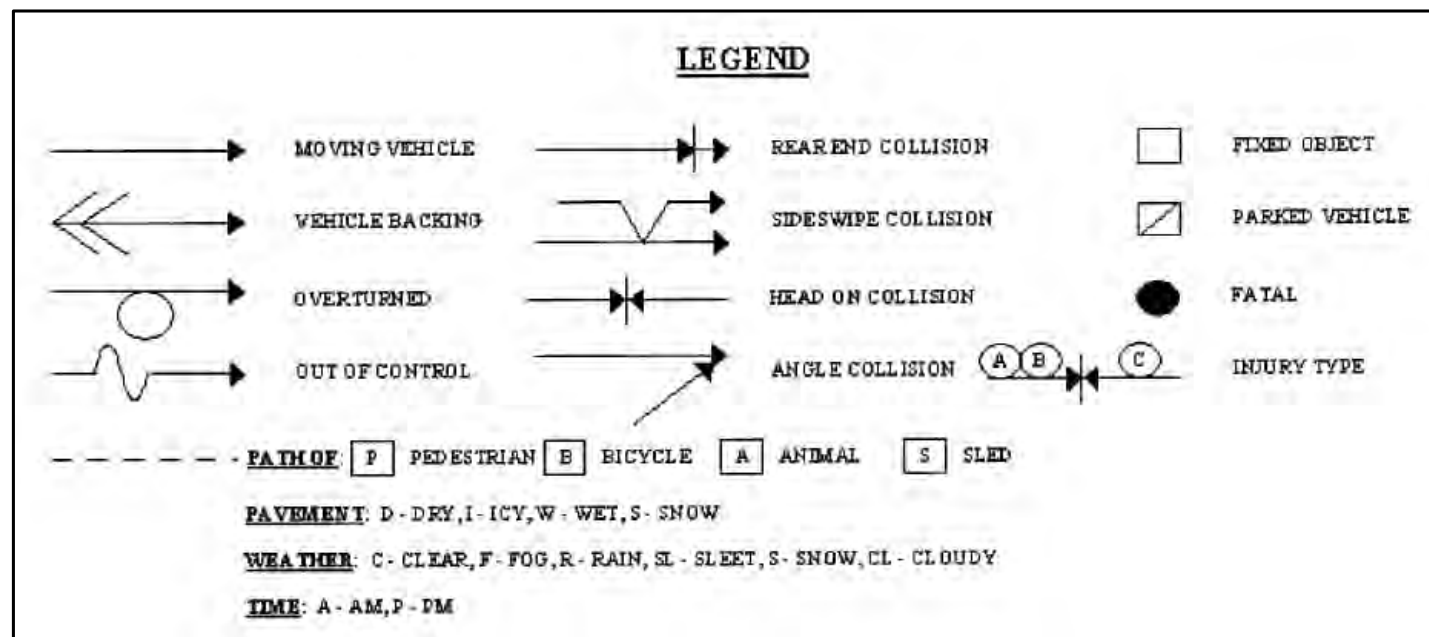 LEGEND
MOVING VEHICLE
REAR END COLLISION
FIXED OBJECT
VEHICLE BACKING
SIDESWIPE COLLISION
PARKED VEHICLE
OVERTURNED
HEAD ON COLLISION
FATAL
OUT OF CONTROL
ANGLE COLLISION
A B C
INJURY TYPE
PATH OF: P PEDESTRIAN B BICYCLE A ANIMAL S SLED
PAVEMENT: D - DRY, I - ICY, W - WET, S - SNOW
WEATHER: C - CLEAR, F - FOG, R - RAIN, SL - SLEET, S - SNOW, CL - CLOUDY
TIME: A - AM, P - PM